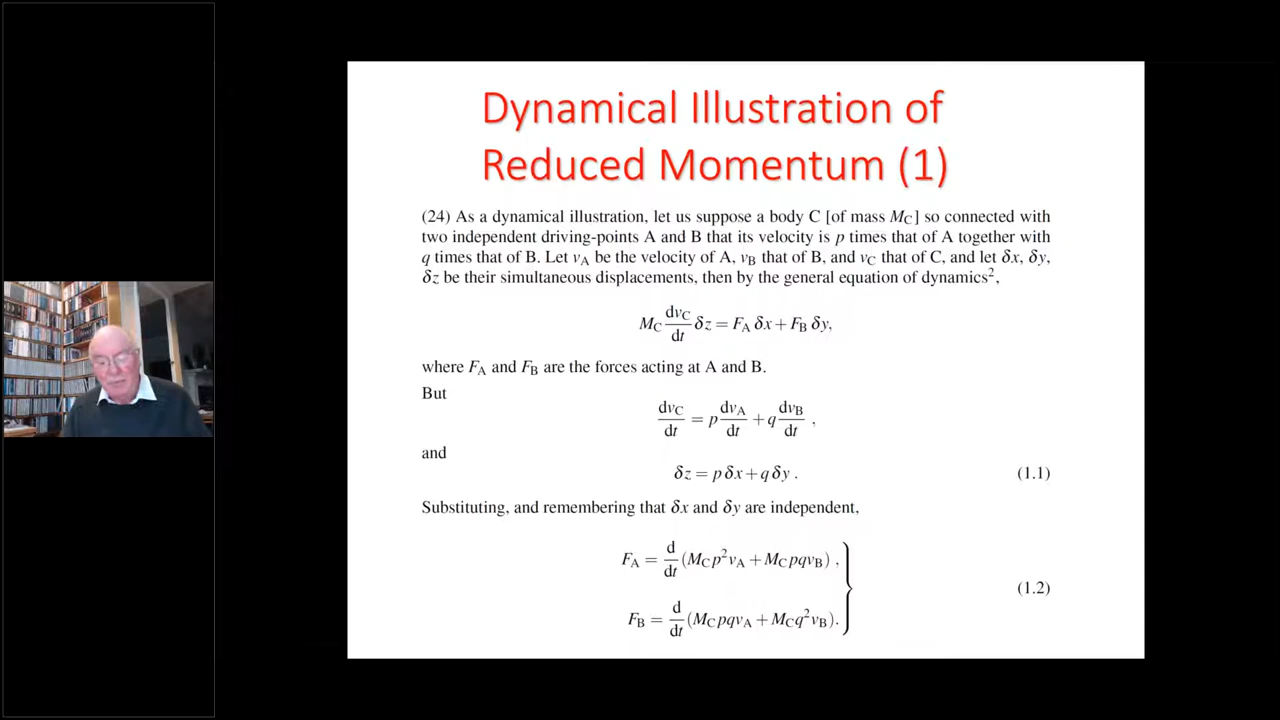 Dynamical Illustration of
Reduced Momentum (1)
(24) As a dynamical illustration, let us suppose a body C [of mass M_C] so connected with
two independent driving-points A and B that its velocity is p times that of A together with
q times that of B. Let v_A be the velocity of A, v_B that of B, and v_C that of C, and let δx, δy,
δz be their simultaneous displacements, then by the general equation of dynamics²,
M_C dv_C/dt δz = F_A δx + F_B δy,
where F_A and F_B are the forces acting at A and B.
But
dv_C/dt = p dv_A/dt + q dv_B/dt ,
and
δz = p δx + q δy . (1.1)
Substituting, and remembering that δx and δy are independent,
F_A = d/dt (M_C p² v_A + M_C pq v_B) ,
(1.2)
F_B = d/dt (M_C pq v_A + M_C q² v_B).